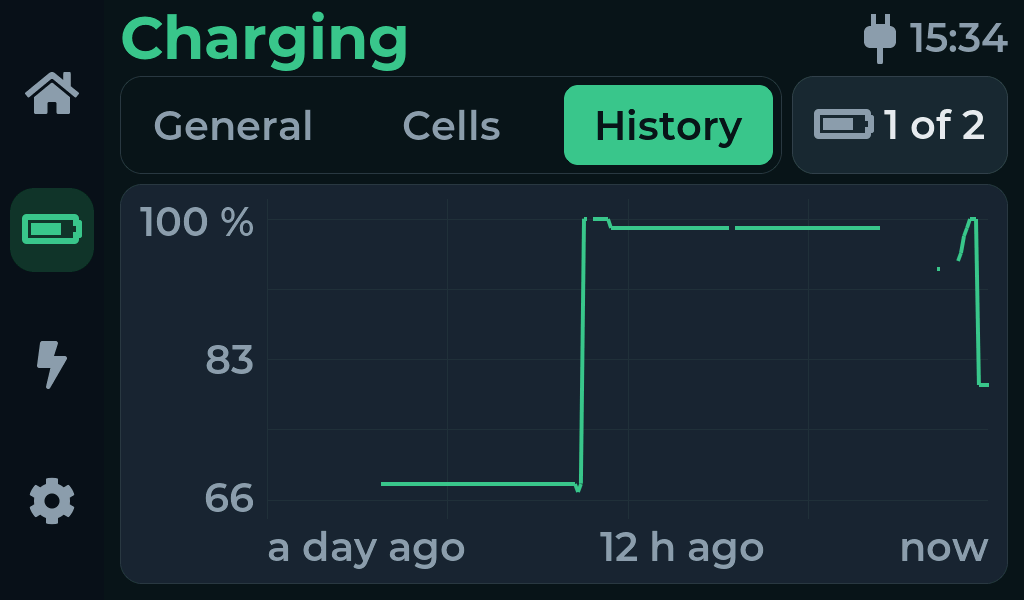 Charging
15:34
General
Cells
History
1 of 2
100 %
83
66
a day ago
12 h ago
now